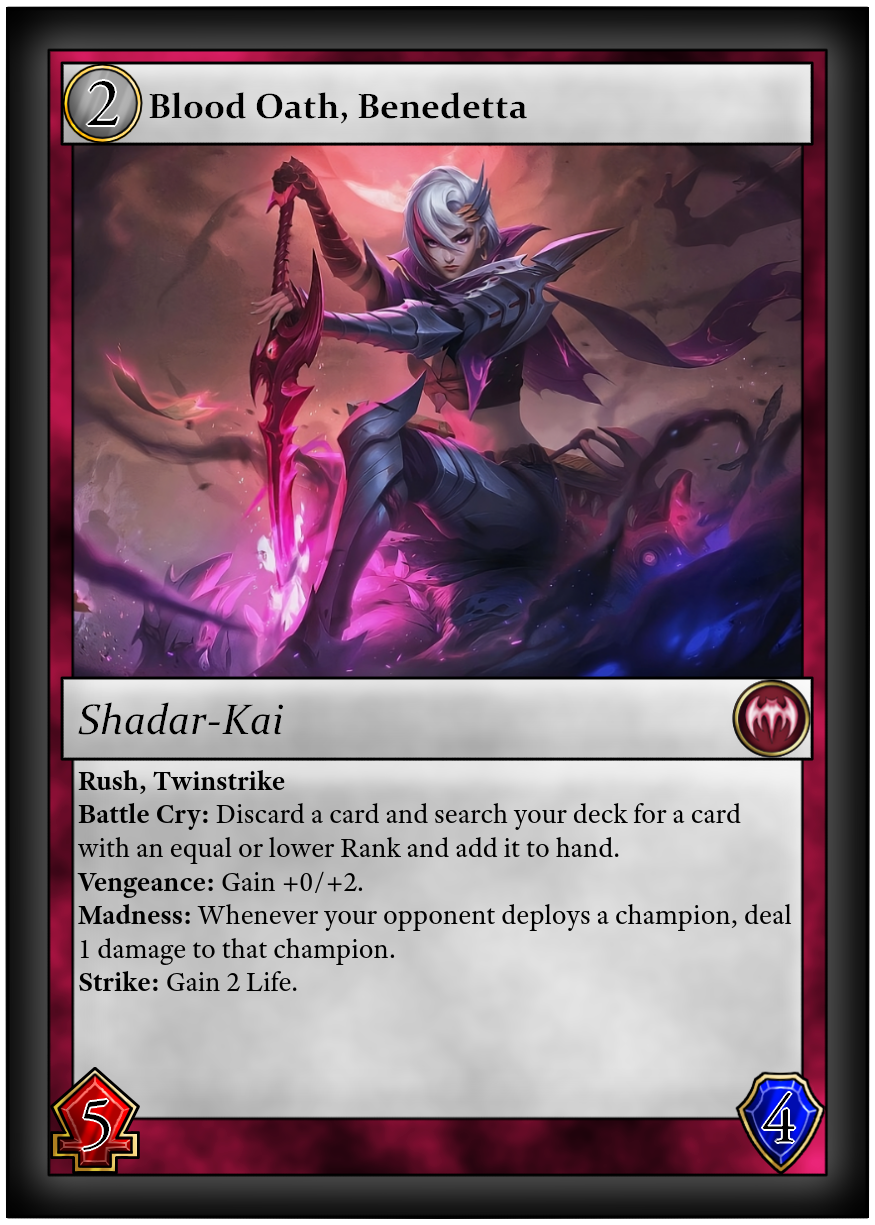 2 Blood Oath, Benedetta
Shadar-Kai
Rush, Twinstrike
Battle Cry: Discard a card and search your deck for a card
with an equal or lower Rank and add it to hand.
Vengeance: Gain +0/+2.
Madness: Whenever your opponent deploys a champion, deal
1 damage to that champion.
Strike: Gain 2 Life.
5 4